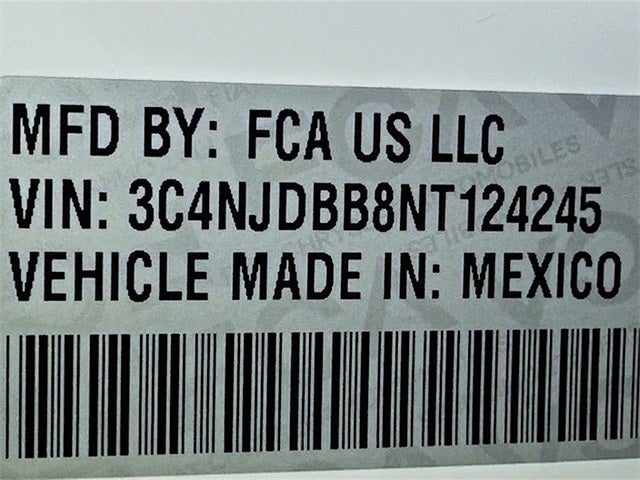 MFD BY: FCA US LLC
VIN: 3C4NJDBB8NT124245
VEHICLE MADE IN: MEXICO